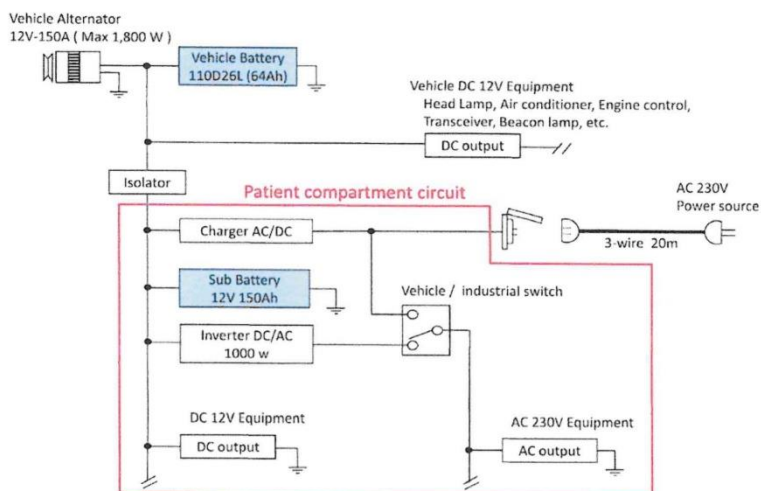 Vehicle Alternator
12V-150A ( Max 1,800 W )
Vehicle Battery
110D26L (64Ah)
Vehicle DC 12V Equipment
Head Lamp, Air conditioner, Engine control,
Transceiver, Beacon lamp, etc.
DC output
Isolator
Patient compartment circuit
AC 230V
Power source
Charger AC/DC
3-wire 20m
Sub Battery
12V 150Ah
Vehicle / industrial switch
Inverter DC/AC
1000 w
DC 12V Equipment
DC output
AC 230V Equipment
AC output